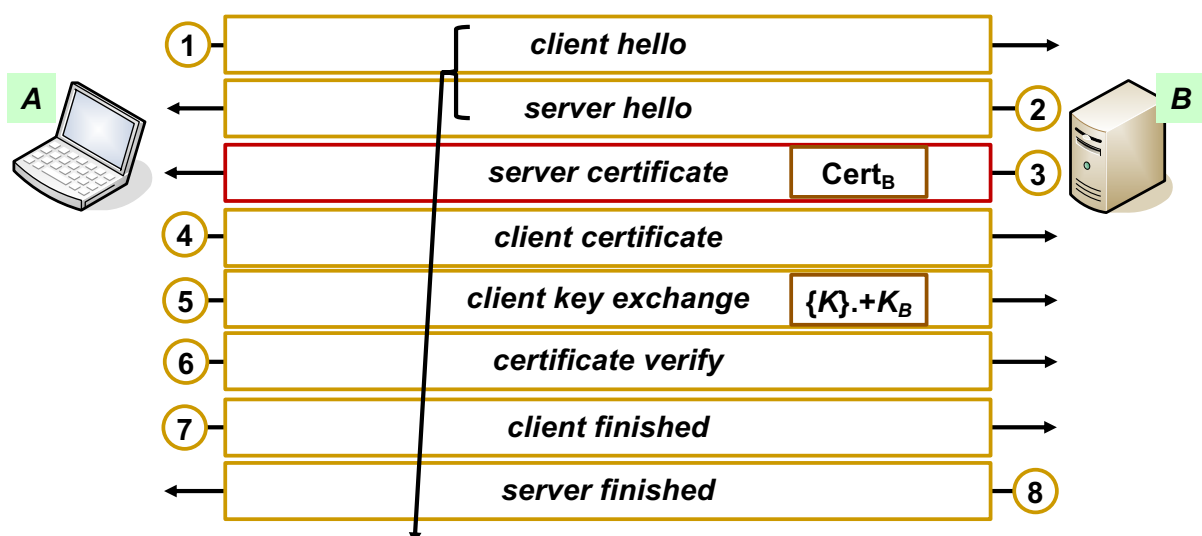 1 client hello
A
server hello 2
B
server certificate Cert_B 3
4 client certificate
5 client key exchange {K}.+K_B
6 certificate verify
7 client finished
server finished 8